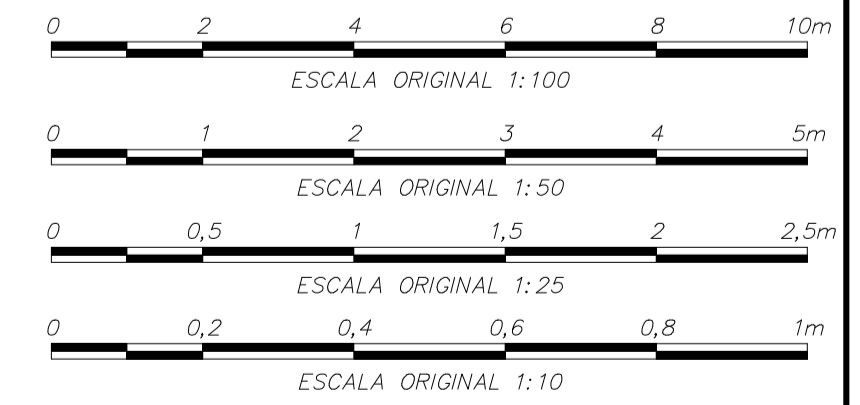 0 2 4 6 8 10m
ESCALA ORIGINAL 1:100
0 1 2 3 4 5m
ESCALA ORIGINAL 1:50
0 0,5 1 1,5 2 2,5m
ESCALA ORIGINAL 1:25
0 0,2 0,4 0,6 0,8 1m
ESCALA ORIGINAL 1:10